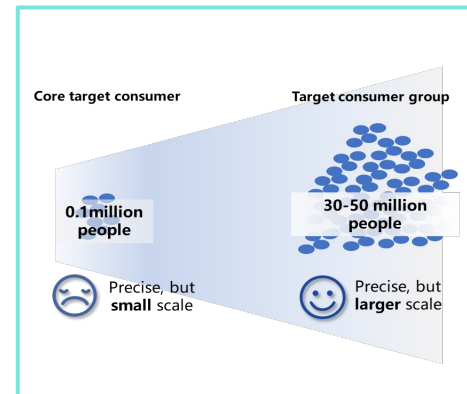 Core target consumer
Target consumer group
0.1million
people
30-50 million
people
Precise, but
small scale
Precise, but
larger scale